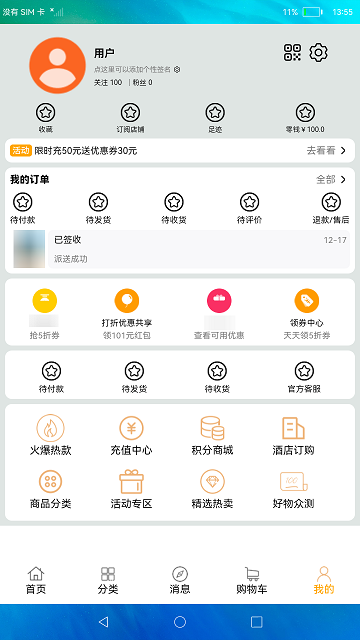 没有 SIM 卡
11%
13:55
用户
点这里可以添加个性签名
关注 100 | 粉丝 0
收藏 订阅店铺 足迹 零钱￥100.0
活动 限时充50元送优惠券30元 去看看
我的订单 全部
待付款 待发货 待收货 待评价 退款/售后
已签收 12-17
派送成功
打折优惠共享 领券中心
抢5折券 领101元红包 查看可用优惠 天天领5折券
待付款 待发货 待收货 官方客服
火爆热款 充值中心 积分商城 酒店订购
商品分类 活动专区 精选热卖 好物众测
首页 分类 消息 购物车 我的